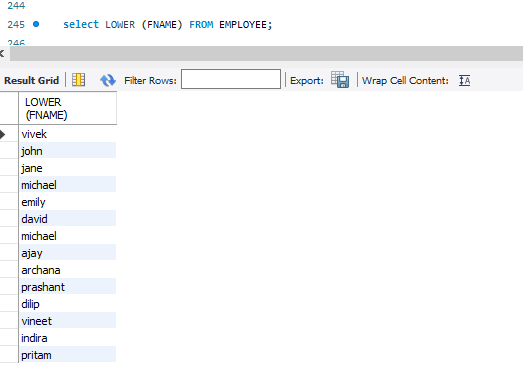 244
245 select LOWER (FNAME) FROM EMPLOYEE;
246
Result Grid Filter Rows: Export: Wrap Cell Content: IA
LOWER
(FNAME)
vivek
john
jane
michael
emily
david
michael
ajay
archana
prashant
dilip
vineet
indira
pritam